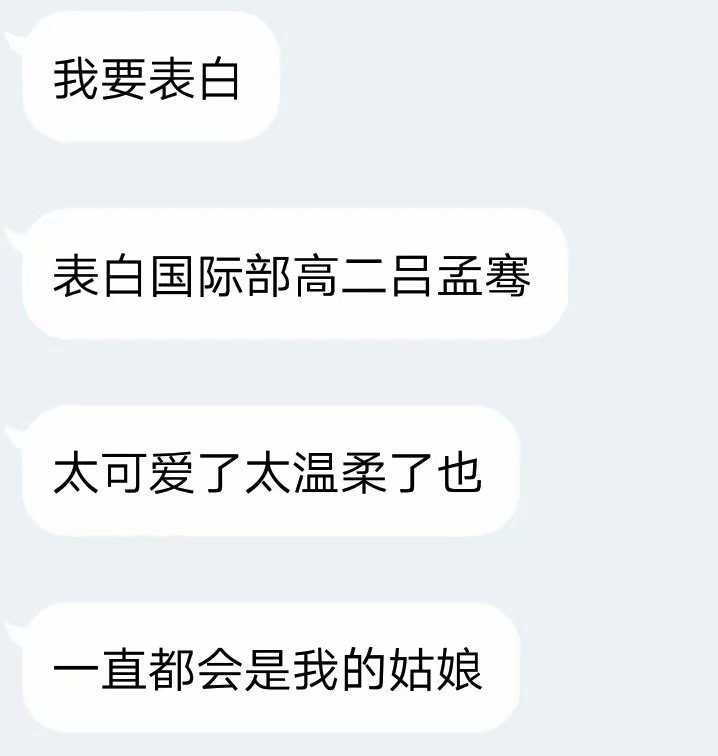 我要表白
表白国际部高二吕孟骞
太可爱了太温柔了也
一直都会是我的姑娘